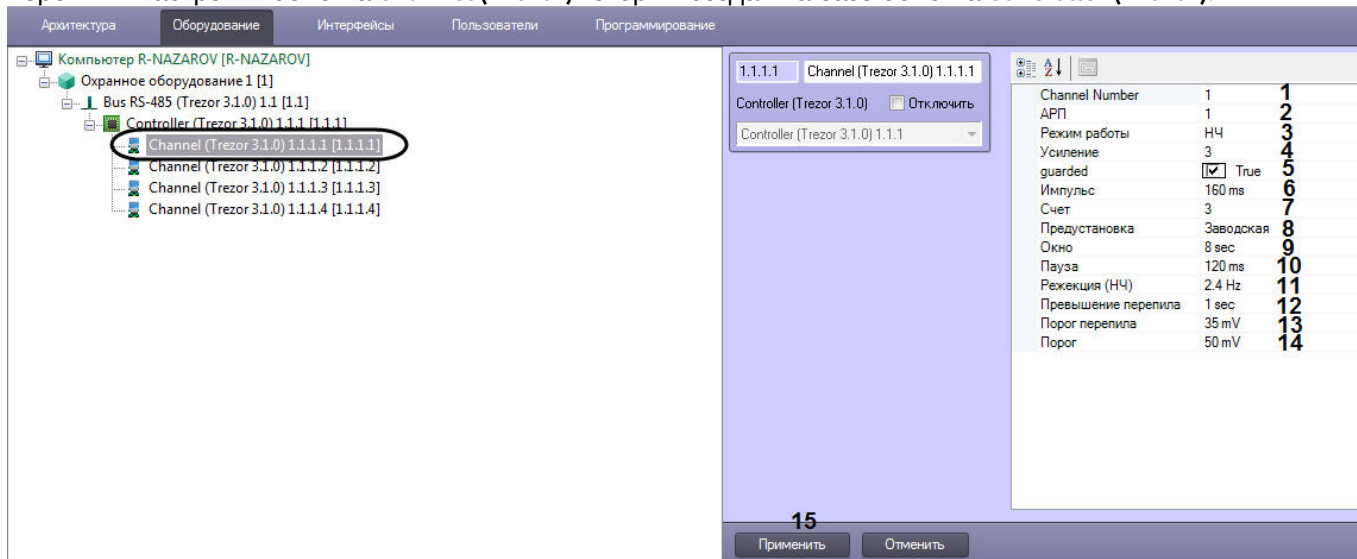 Архитектура Оборудование Интерфейсы Пользователи Программирование
Компьютер R-NAZAROV [R-NAZAROV]
Охранное оборудование 1 [1]
Bus RS-485 (Trezor 3.1.0) 1.1 [1.1]
Controller (Trezor 3.1.0) 1.1.1 [1.1.1]
Channel (Trezor 3.1.0) 1.1.1.1 [1.1.1.1]
Channel (Trezor 3.1.0) 1.1.1.2 [1.1.1.2]
Channel (Trezor 3.1.0) 1.1.1.3 [1.1.1.3]
Channel (Trezor 3.1.0) 1.1.1.4 [1.1.1.4]
1.1.1.1 Channel (Trezor 3.1.0) 1.1.1.1
Controller (Trezor 3.1.0) Отключить
Controller (Trezor 3.1.0) 1.1.1
Channel Number 1 1
АРП 1 2
Режим работы НЧ 3
Усиление 3 4
guarded True 5
Импульс 160 ms 6
Счет 3 7
Предустановка Заводская 8
Окно 8 sec 9
Пауза 120 ms 10
Режекция (НЧ) 2.4 Hz 11
Превышение перепила 1 sec 12
Порог перепила 35 mV 13
Порог 50 mV 14
15
Применить Отменить